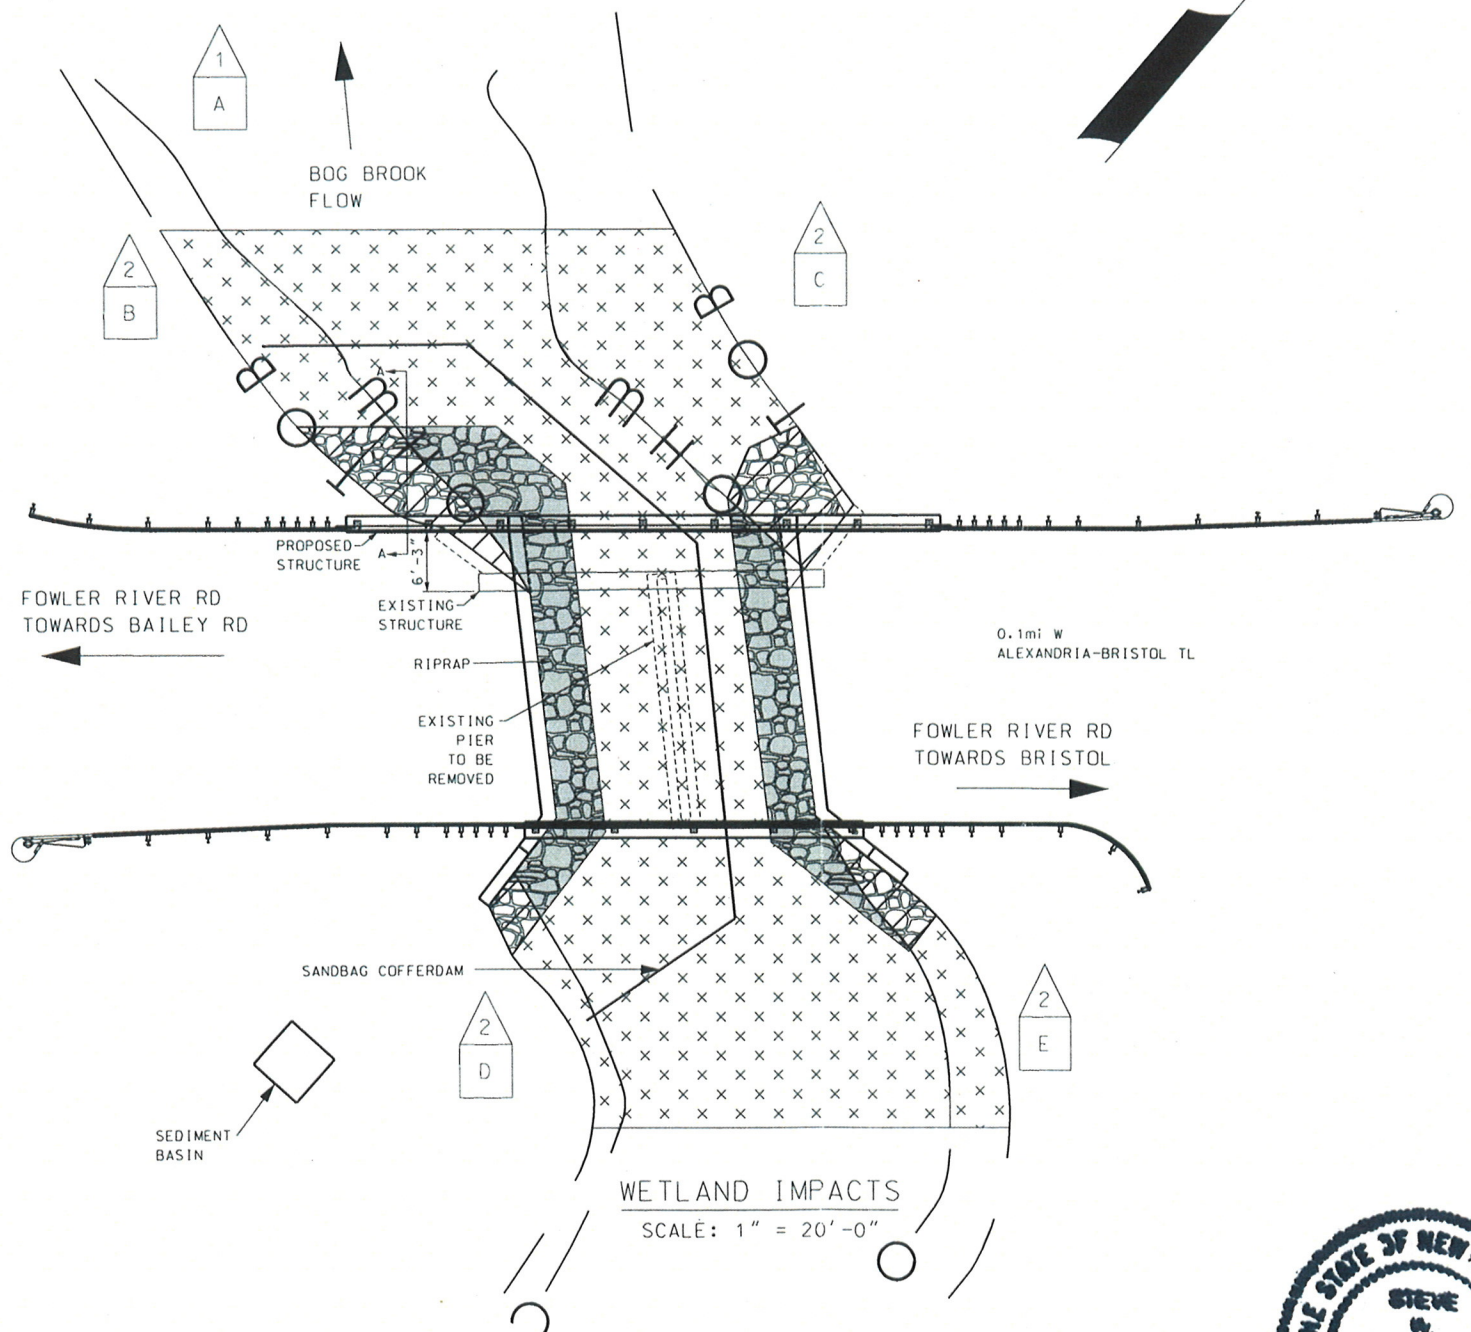 1
A
BOG BROOK
FLOW
2
B
2
C
B
O
T
B
O
T
OHW
OHW
A
A
6'-3"
PROPOSED
STRUCTURE
EXISTING
STRUCTURE
FOWLER RIVER RD
TOWARDS BAILEY RD
RIPRAP
0.1mi W
ALEXANDRIA-BRISTOL TL
EXISTING
PIER
TO BE
REMOVED
FOWLER RIVER RD
TOWARDS BRISTOL
SANDBAG COFFERDAM
2
D
2
E
SEDIMENT
BASIN
WETLAND IMPACTS
SCALE: 1" = 20'-0"
O
STATE OF NEW
STEVE